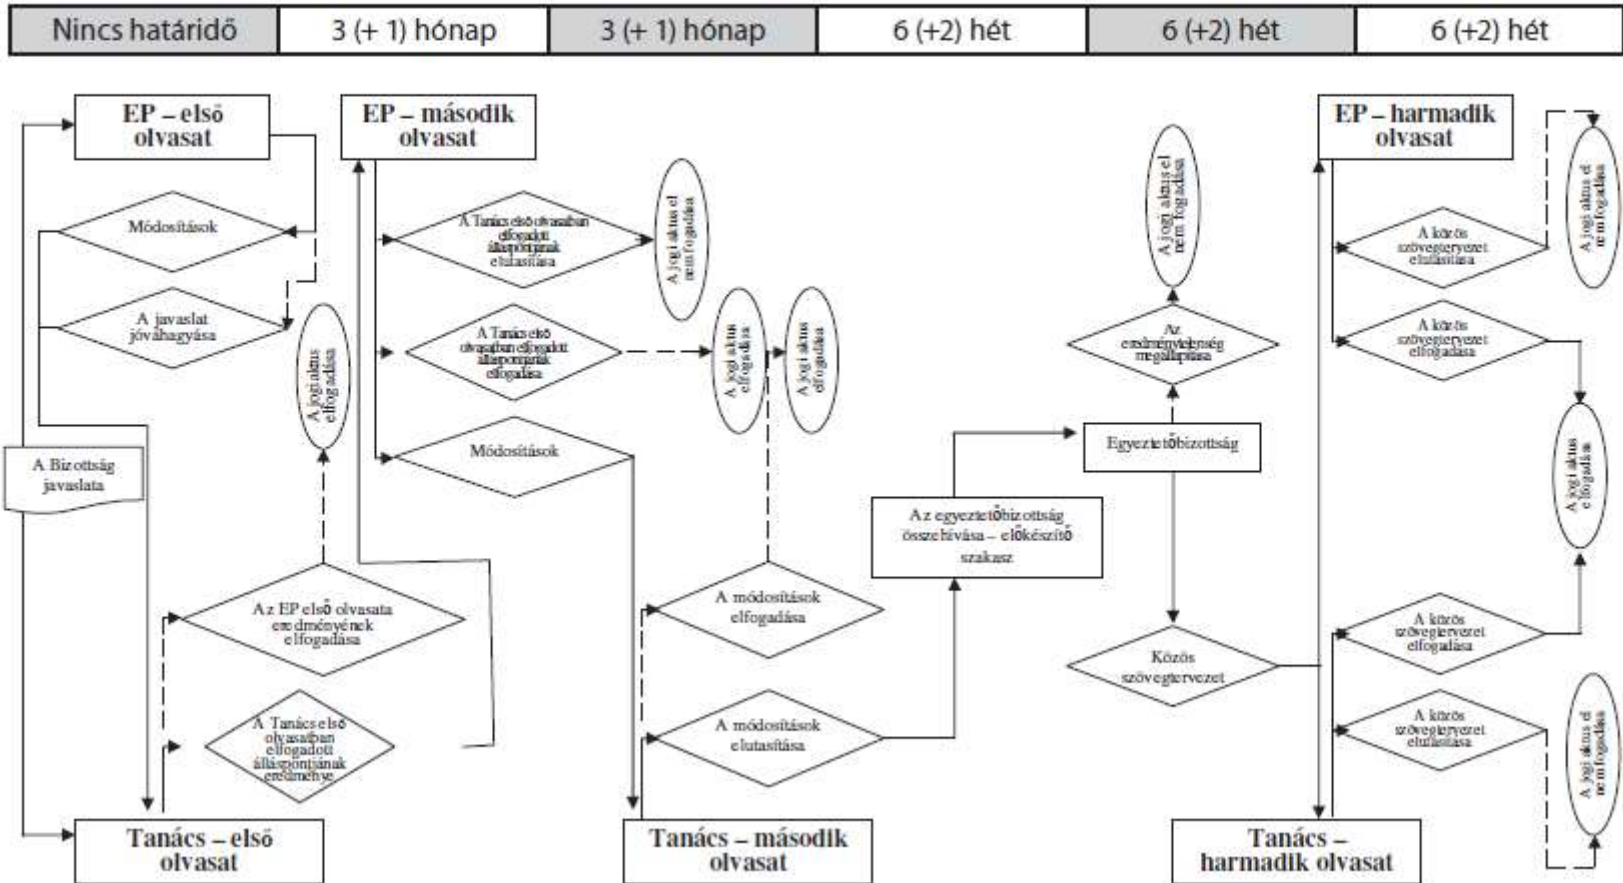 Nincs határidő
3 (+ 1) hónap
3 (+ 1) hónap
6 (+2) hét
6 (+2) hét
6 (+2) hét
EP – első
olvasat
Módosítások
A javaslat
jóváhagyása
A Bizottság
javaslata
A jogi aktus
elfogadása
Az EP első olvasata
eredményének
elfogadása
A Tanács első
olvasatban
elfogadott
álláspontjának
eredménye
Tanács – első
olvasat
EP – második
olvasat
A Tanács első olvasatban
elfogadott
álláspontjának
elutasítása
A jogi aktus el
nem fogadása
A Tanács első
olvasatban elfogadott
álláspontjának
elfogadása
A jogi aktus
elfogadása
A jogi aktus
elfogadása
Módosítások
A módosítások
elfogadása
A módosítások
elutasítása
Tanács – második
olvasat
Az egyeztetőbizottság
összehívása – előkészítő
szakasz
A jogi aktus el
nem fogadása
Az
eredménytelenség
megállapítása
Egyeztetőbizottság
Közös
szövegtervezet
EP – harmadik
olvasat
A közös
szövegtervezet
elutasítása
A jogi aktus el
nem fogadása
A közös
szövegtervezet
elfogadása
A jogi aktus
elfogadása
A közös
szövegtervezet
elfogadása
A közös
szövegtervezet
elutasítása
A jogi aktus el
nem fogadása
Tanács –
harmadik olvasat